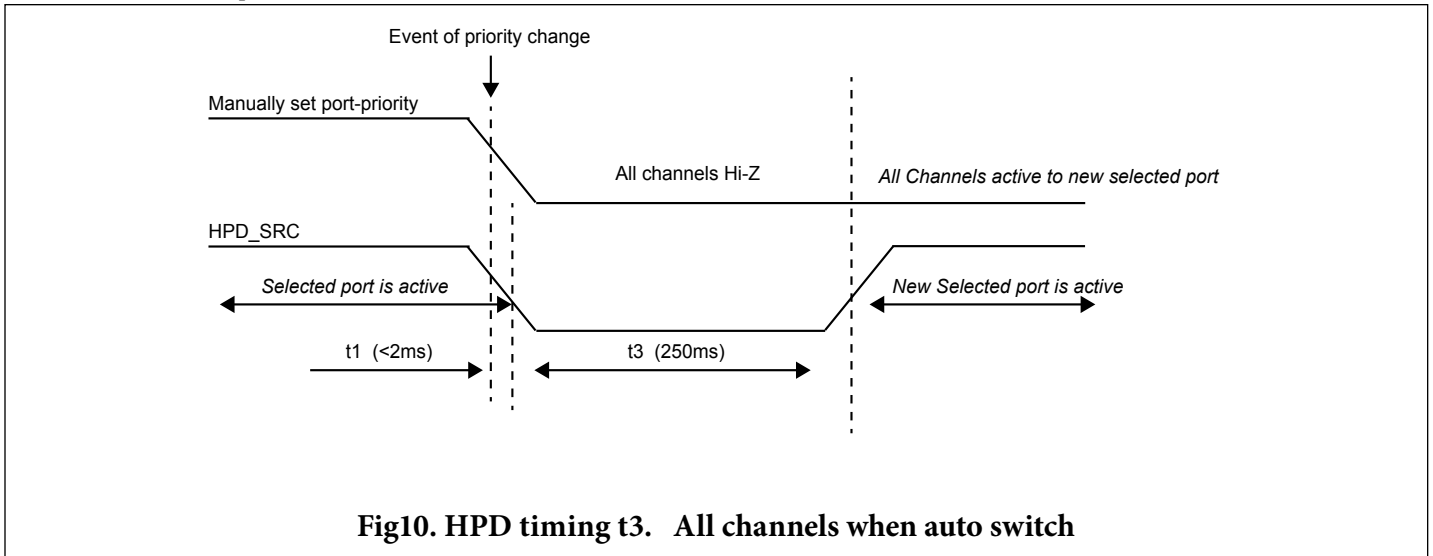 Event of priority change
Manually set port-priority
All channels Hi-Z
All Channels active to new selected port
HPD_SRC
Selected port is active
New Selected port is active
t1 (<2ms)
t3 (250ms)
Fig10. HPD timing t3. All channels when auto switch